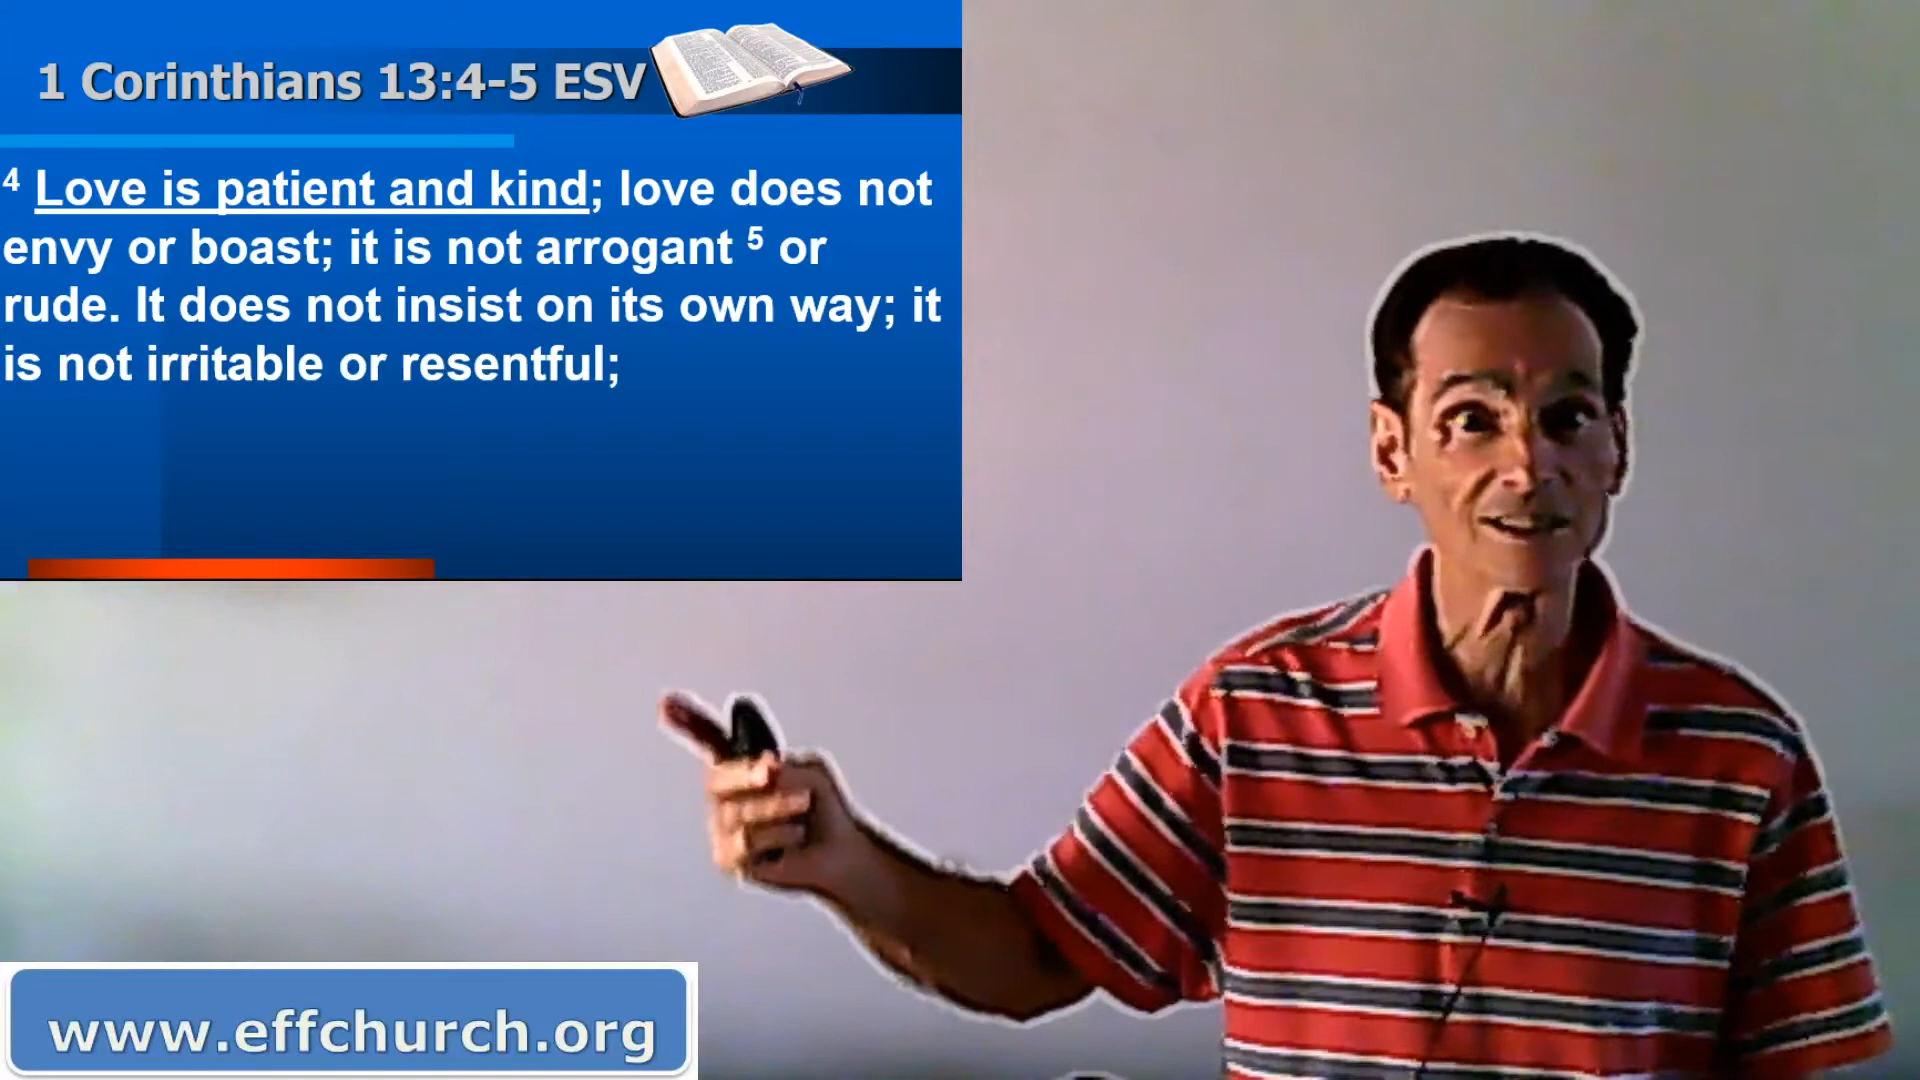 1 Corinthians 13:4-5 ESV
4 Love is patient and kind; love does not
envy or boast; it is not arrogant 5 or
rude. It does not insist on its own way; it
is not irritable or resentful;
www.effchurch.org